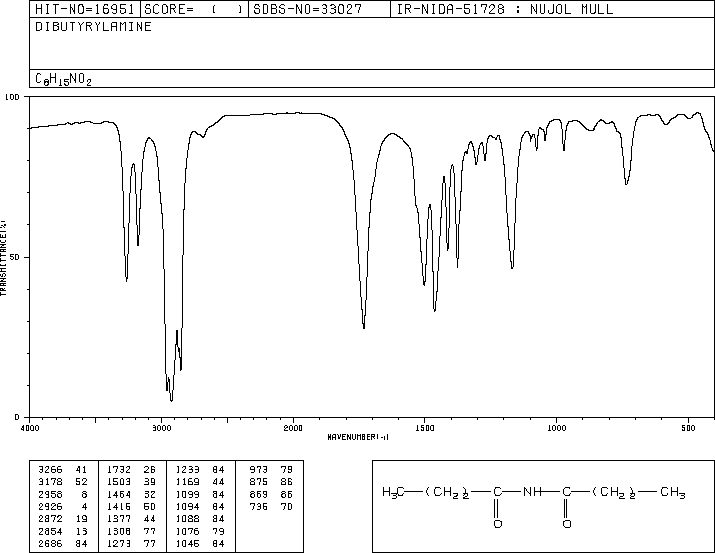 HIT-NO=16951 SCORE= ( ) SDBS-NO=33027 IR-NIDA-51728 : NUJOL MULL
DIBUTYRYLAMINE
C8H15NO2
100
50
0
TRANSMITTANCE(%)
4000 3000 2000 1500 1000 500
WAVENUMBER(-1)
3266 41 1732 26 1233 84 973 79
3178 52 1503 39 1169 44 875 86
2958 8 1464 32 1099 84 869 86
2926 4 1416 50 1094 84 736 70
2872 19 1377 44 1088 84
2854 13 1308 77 1076 79
2686 84 1273 77 1046 84
H3C—(CH2)2—C—NH—C—(CH2)2—CH3
O O